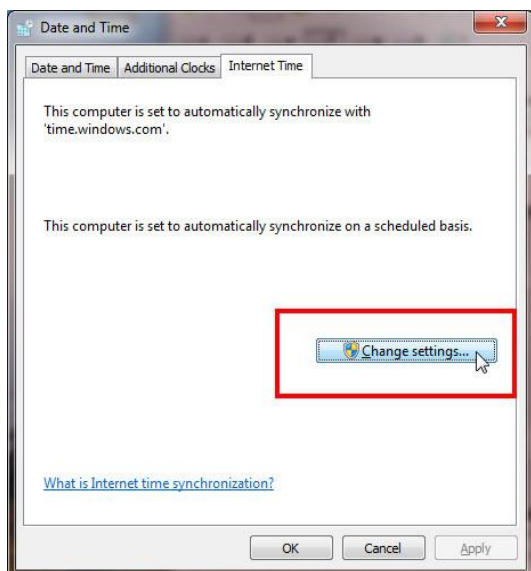 Date and Time
Date and Time Additional Clocks Internet Time
This computer is set to automatically synchronize with
'time.windows.com'.
This computer is set to automatically synchronize on a scheduled basis.
Change settings...
What is Internet time synchronization?
OK Cancel Apply